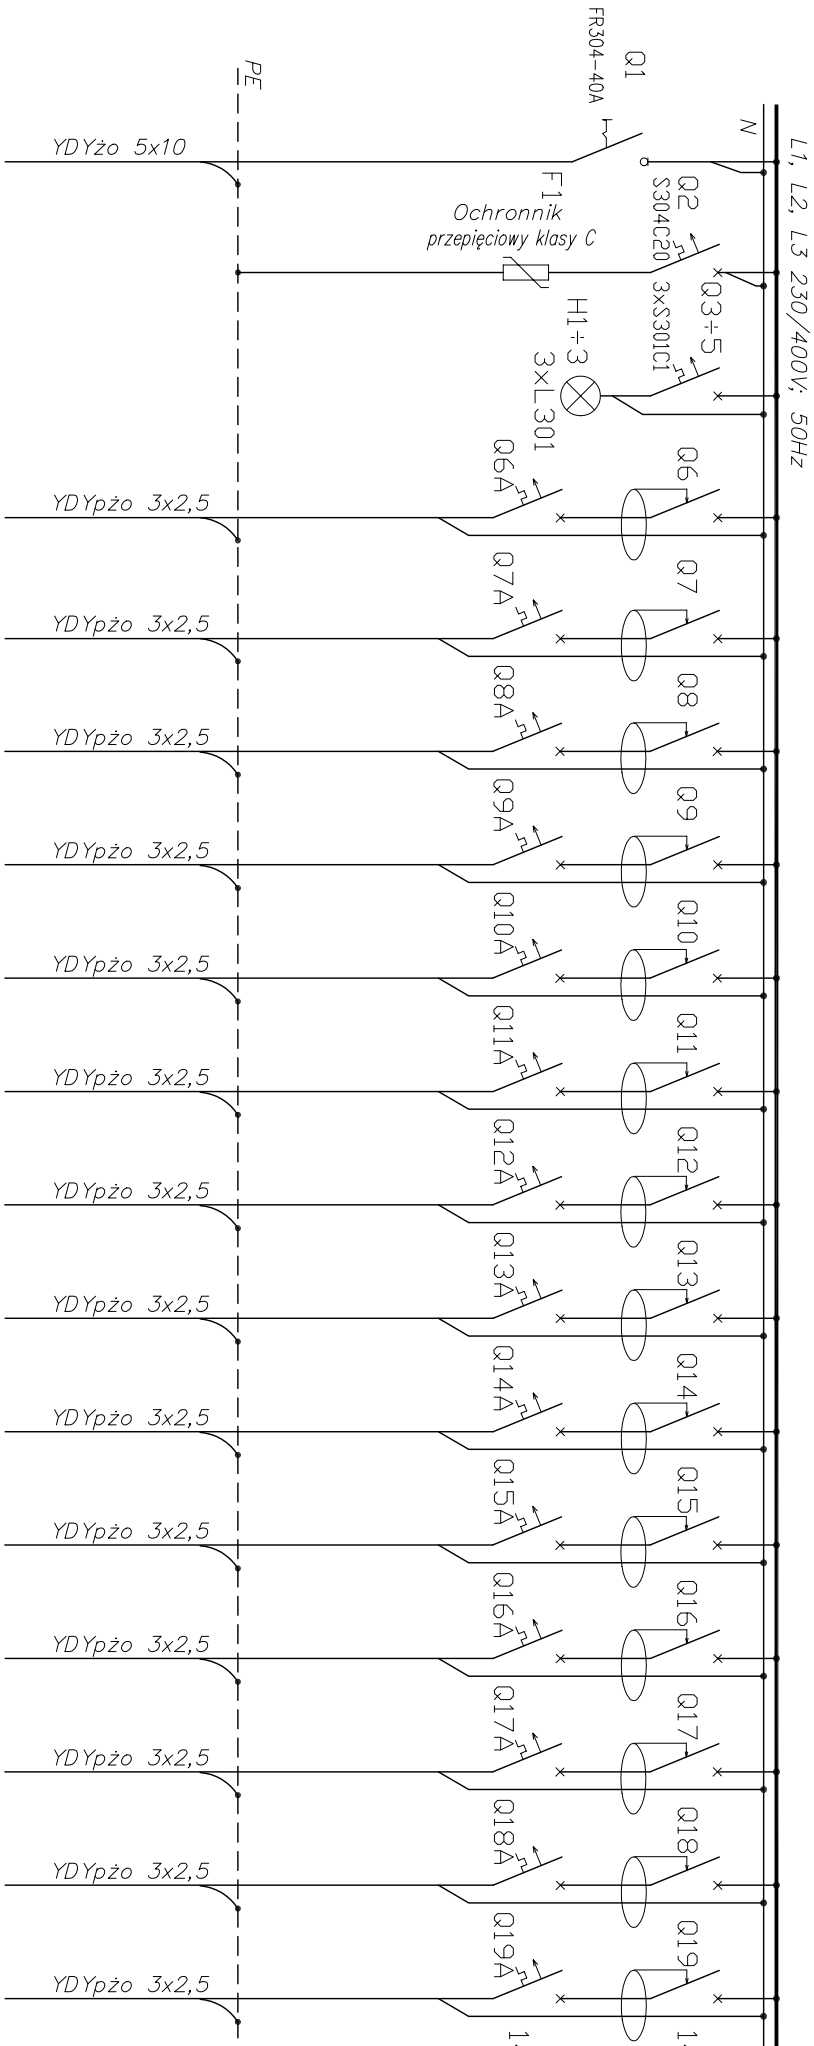 L1, L2, L3 230/400V; 50Hz
N
PE
Q1
FR304-40A
YDYżo 5x10
Q2
S304C20
F1
Ochronnik
przepięciowy klasy C
Q3÷5
3xS301C1
H1÷3
3xL301
Q6
Q6A
YDYpżo 3x2,5
Q7
Q7A
YDYpżo 3x2,5
Q8
Q8A
YDYpżo 3x2,5
Q9
Q9A
YDYpżo 3x2,5
Q10
Q10A
YDYpżo 3x2,5
Q11
Q11A
YDYpżo 3x2,5
Q12
Q12A
YDYpżo 3x2,5
Q13
Q13A
YDYpżo 3x2,5
Q14
Q14A
YDYpżo 3x2,5
Q15
Q15A
YDYpżo 3x2,5
Q16
Q16A
YDYpżo 3x2,5
Q17
Q17A
YDYpżo 3x2,5
Q18
Q18A
YDYpżo 3x2,5
Q19
Q19A
YDYpżo 3x2,5